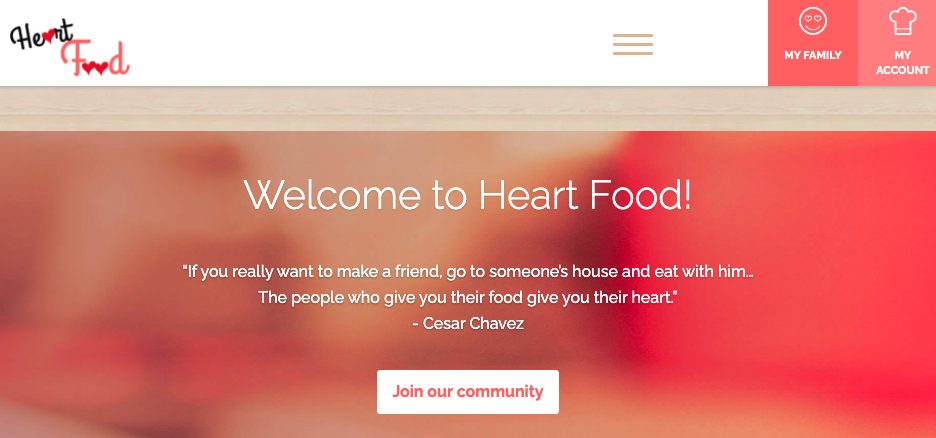 Heart
Food
MY FAMILY
MY
ACCOUNT
Welcome to Heart Food!
“If you really want to make a friend, go to someone’s house and eat with him...
The people who give you their food give you their heart.”
- Cesar Chavez
Join our community